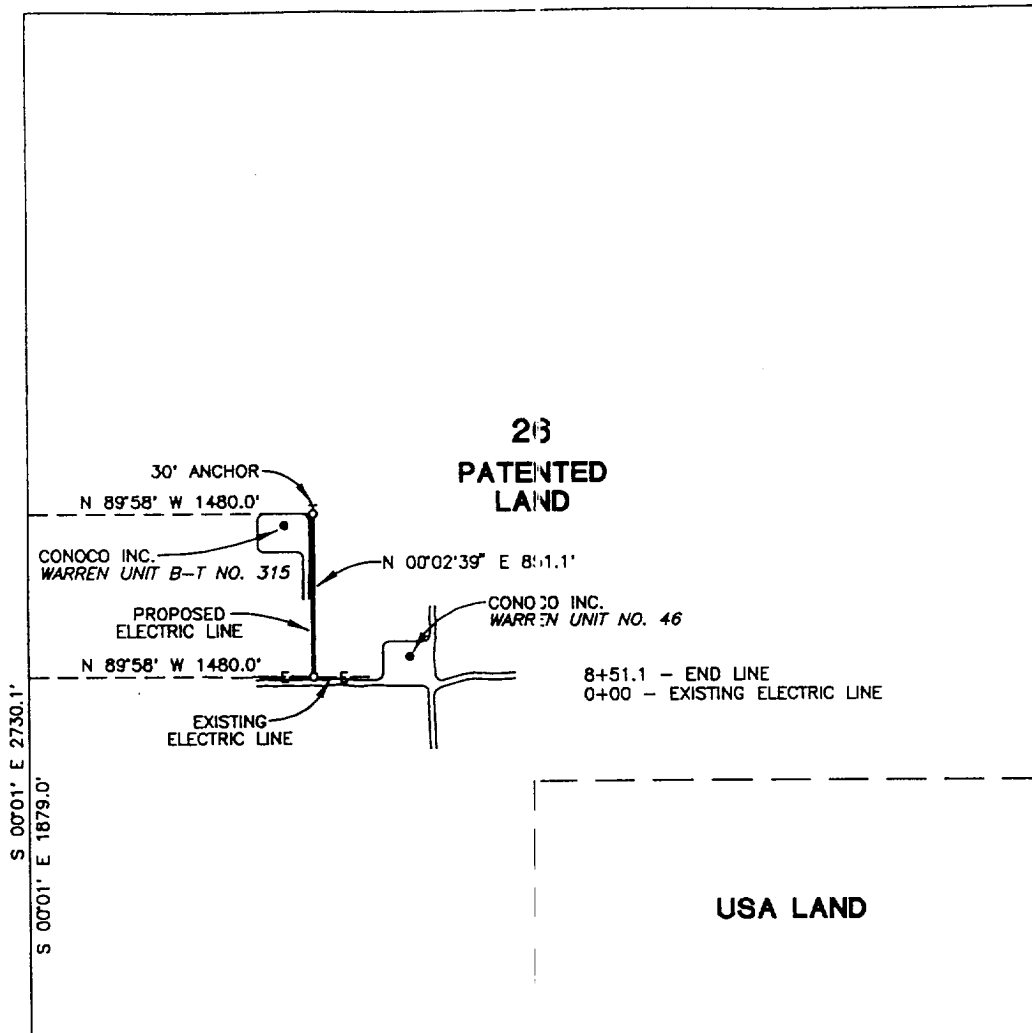 26
PATENTED
LAND
30' ANCHOR
N 89°58' W 1480.0'
CONOCO INC.
WARREN UNIT B-T NO. 315
N 00°02'39" E 851.1'
PROPOSED
ELECTRIC LINE
CONOCO INC.
WARREN UNIT NO. 46
N 89°58' W 1480.0'
E E
8+51.1 - END LINE
0+00 - EXISTING ELECTRIC LINE
EXISTING
ELECTRIC LINE
S 00°01' E 2730.1'
S 00°01' E 1879.0'
USA LAND